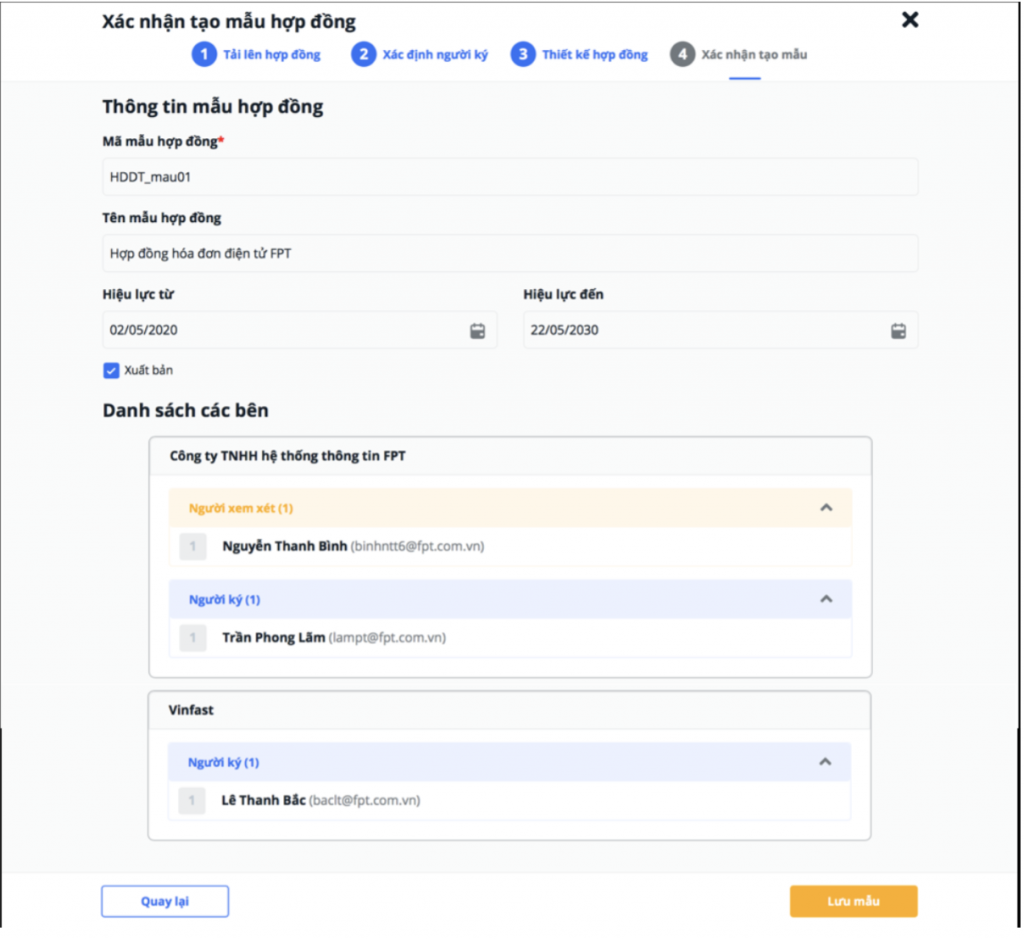 Xác nhận tạo mẫu hợp đồng
1 Tải lên hợp đồng 2 Xác định người ký 3 Thiết kế hợp đồng 4 Xác nhận tạo mẫu
Thông tin mẫu hợp đồng
Mã mẫu hợp đồng*
HDDT_mau01
Tên mẫu hợp đồng
Hợp đồng hóa đơn điện tử FPT
Hiệu lực từ Hiệu lực đến
02/05/2020 22/05/2030
Xuất bản
Danh sách các bên
Công ty TNHH hệ thống thông tin FPT
Người xem xét (1)
1 Nguyễn Thanh Bình (binhntt6@fpt.com.vn)
Người ký (1)
1 Trần Phong Lãm (lampt@fpt.com.vn)
Vinfast
Người ký (1)
1 Lê Thanh Bắc (baclt@fpt.com.vn)
Quay lại Lưu mẫu